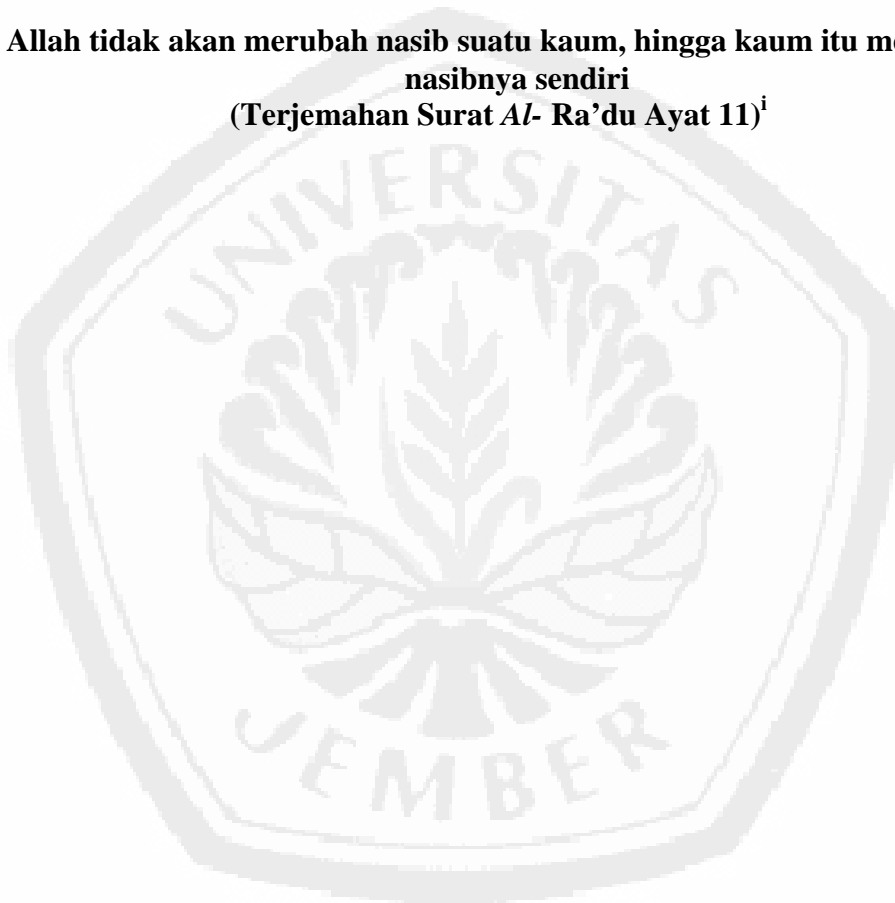 Allah tidak akan merubah nasib suatu kaum, hingga kaum itu
nasibnya sendiri
(Terjemahan Surat Al- Ra’du Ayat 11)i
UNIVERSITAS
JEMBER